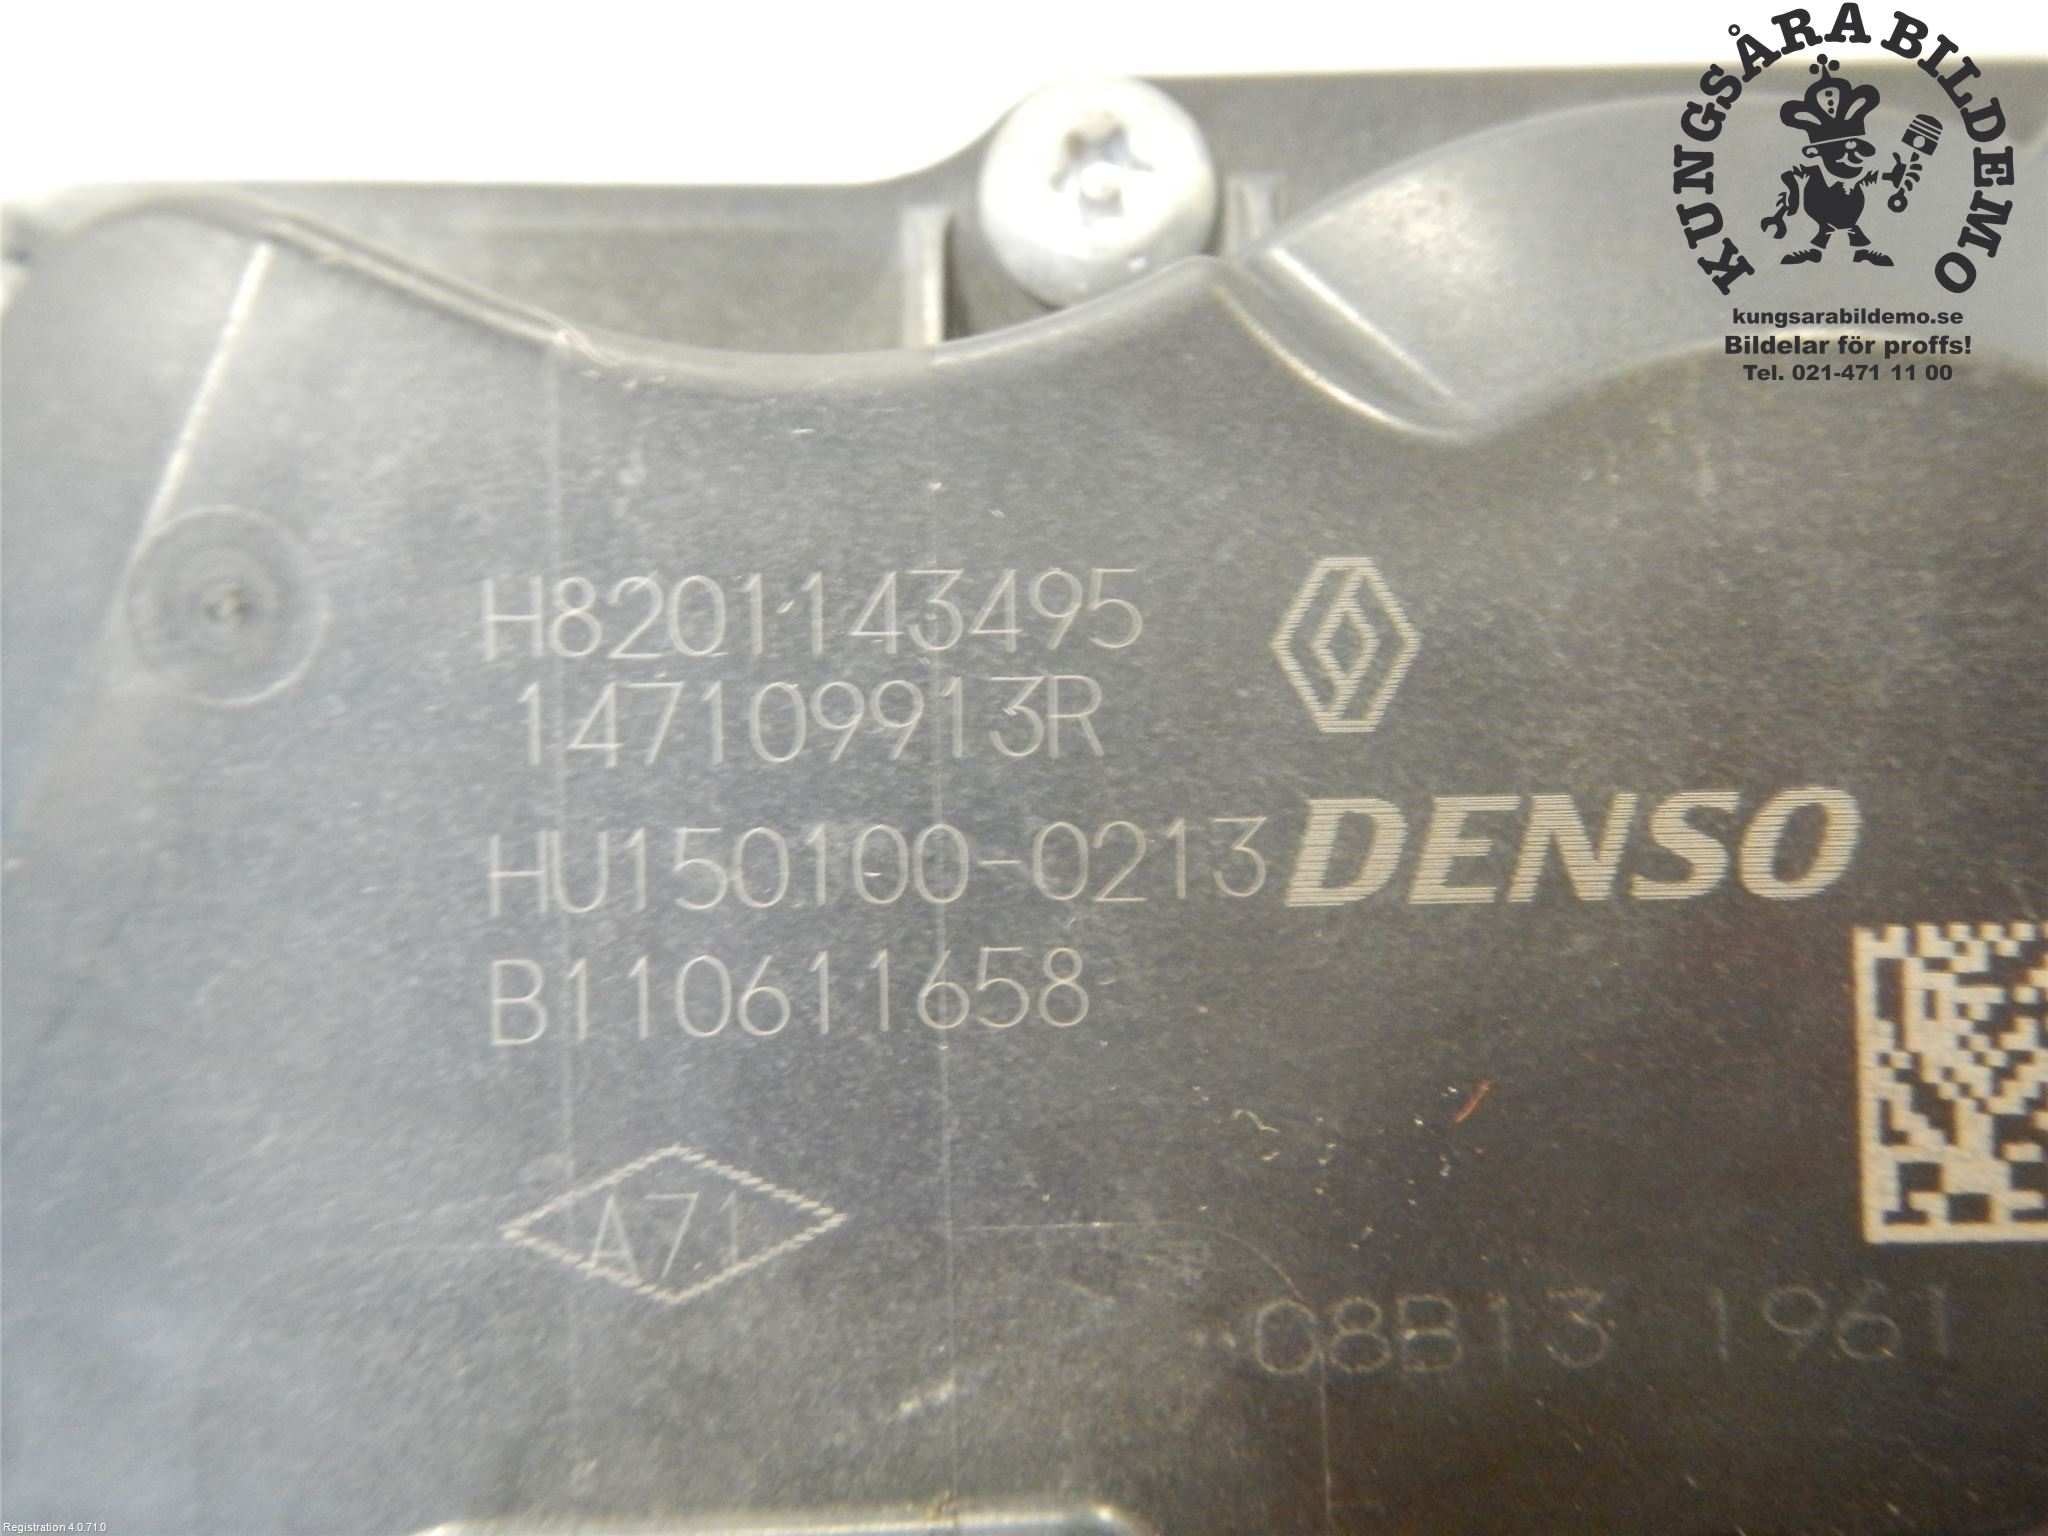 KUNGSÅRA BILDEMO
kungsarabildemo.se
Bildelar för proffs!
Tel. 021-471 11 00
H8201143495
147109913R
HU150100-0213 DENSO
B110611658
A71
08B13 1961
Registration 4.0.71.0